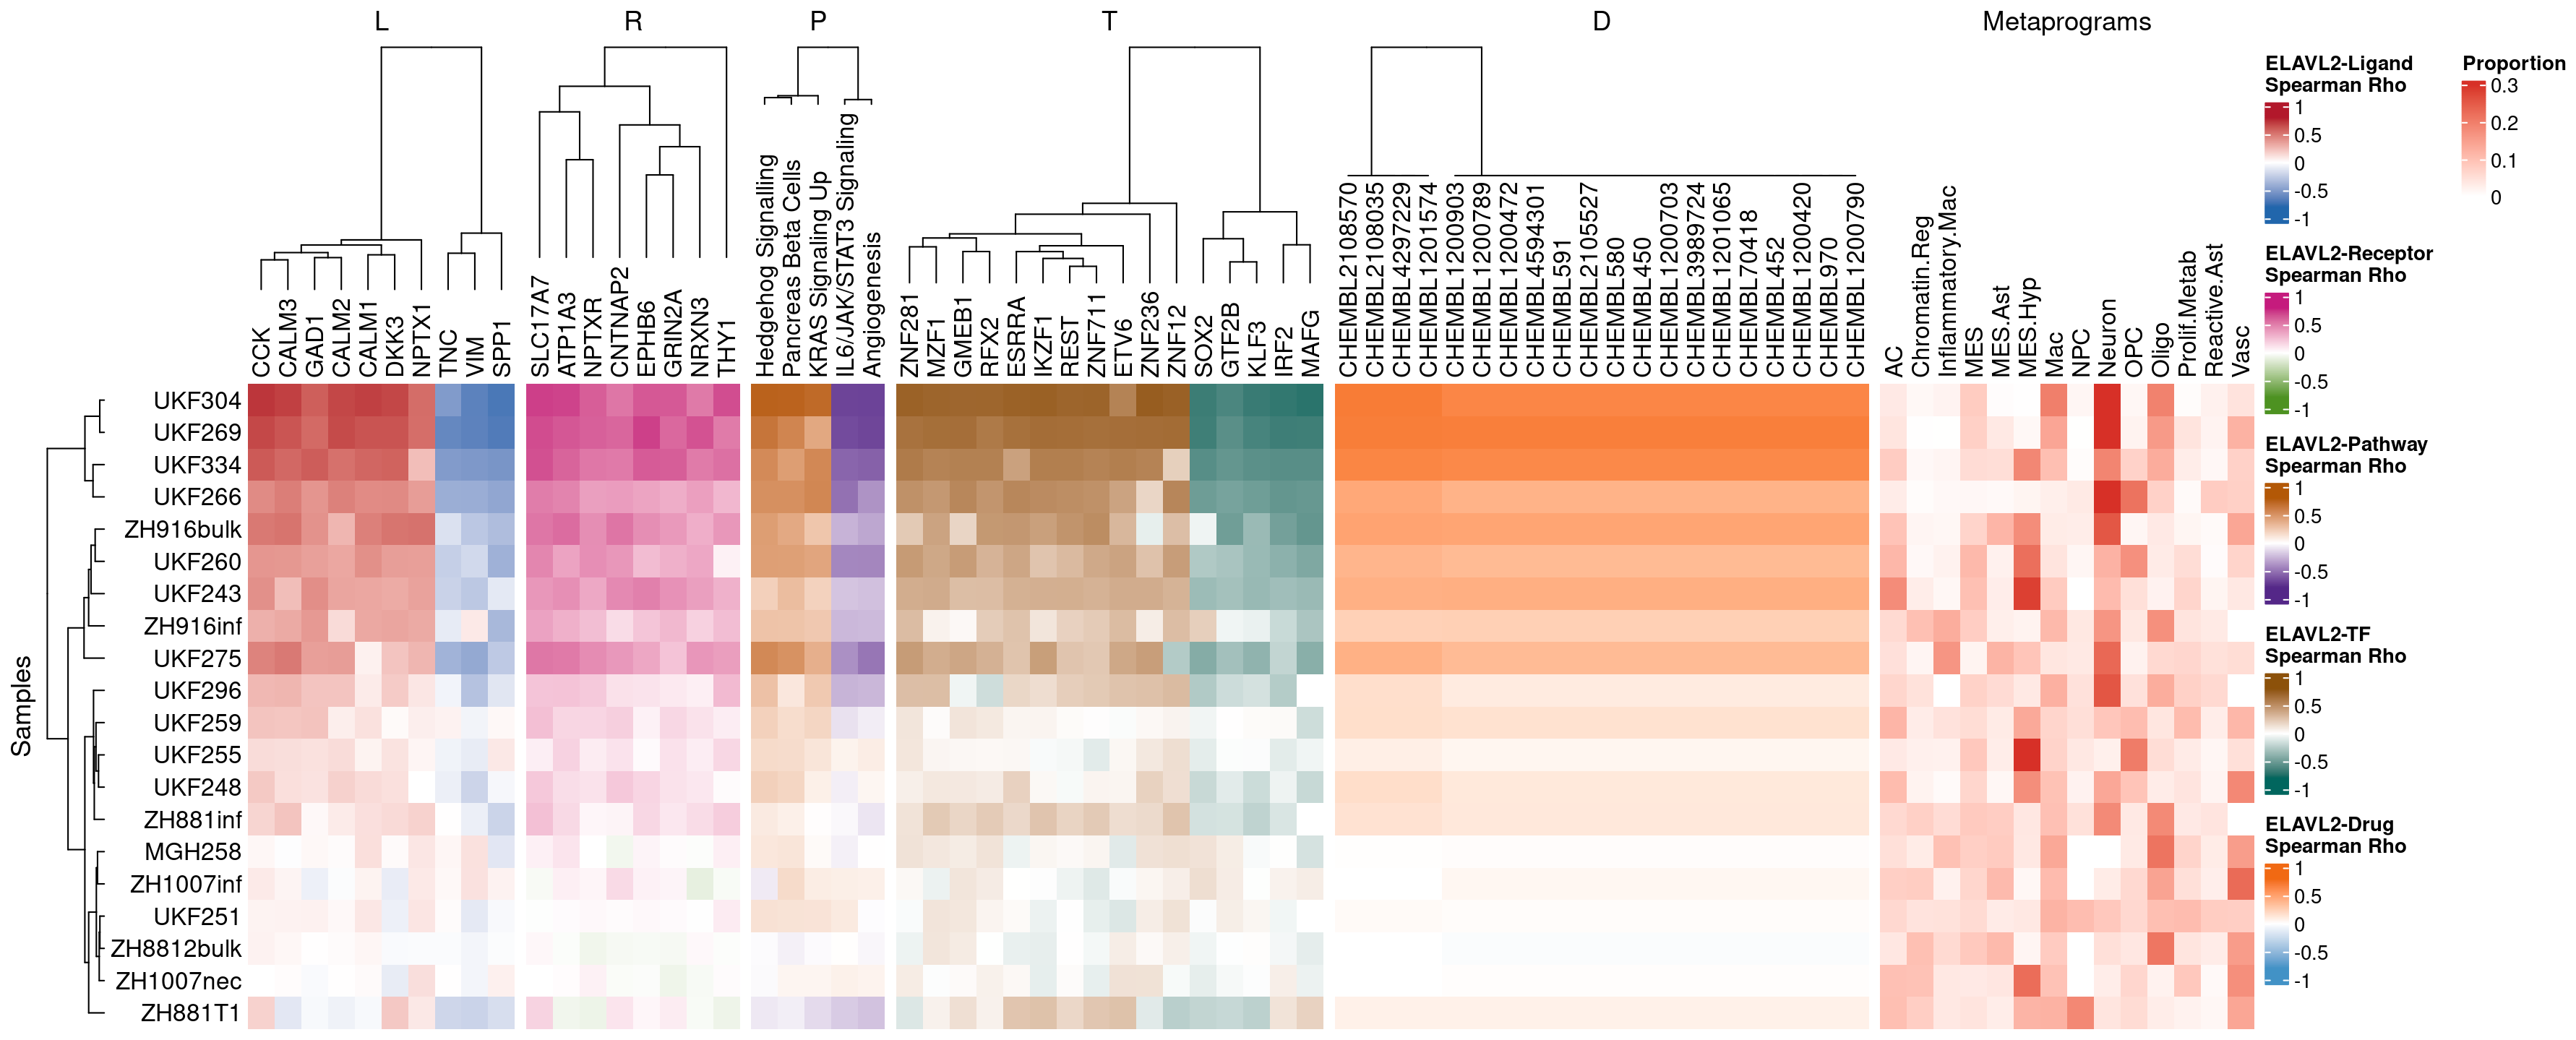 L
R
P
T
D
Metaprograms
CCK
CALM3
GAD1
CALM2
CALM1
DKK3
NPTX1
TNC
VIM
SPP1
SLC17A7
ATP1A3
NPTXR
CNTNAP2
EPHB6
GRIN2A
NRXN3
THY1
Hedgehog Signalling
Pancreas Beta Cells
KRAS Signaling Up
IL6/JAK/STAT3 Signaling
Angiogenesis
ZNF281
MZF1
GMEB1
RFX2
ESRRA
IKZF1
REST
ZNF711
ETV6
ZNF236
ZNF12
SOX2
GTF2B
KLF3
IRF2
MAFG
CHEMBL2108570
CHEMBL2108035
CHEMBL4297229
CHEMBL1201574
CHEMBL1200903
CHEMBL1200789
CHEMBL1200472
CHEMBL4594301
CHEMBL591
CHEMBL2105527
CHEMBL580
CHEMBL450
CHEMBL1200703
CHEMBL3989724
CHEMBL1201065
CHEMBL70418
CHEMBL452
CHEMBL1200420
CHEMBL970
CHEMBL1200790
AC
Chromatin.Reg
Inflammatory.Mac
MES
MES.Ast
MES.Hyp
Mac
NPC
Neuron
OPC
Oligo
Prolif.Metab
Reactive.Ast
Vasc
Samples
UKF304
UKF269
UKF334
UKF266
ZH916bulk
UKF260
UKF243
ZH916inf
UKF275
UKF296
UKF259
UKF255
UKF248
ZH881inf
MGH258
ZH1007inf
UKF251
ZH8812bulk
ZH1007nec
ZH881T1
ELAVL2-Ligand
Spearman Rho
1
0.5
0
-0.5
-1
ELAVL2-Receptor
Spearman Rho
1
0.5
0
-0.5
-1
ELAVL2-Pathway
Spearman Rho
1
0.5
0
-0.5
-1
ELAVL2-TF
Spearman Rho
1
0.5
0
-0.5
-1
ELAVL2-Drug
Spearman Rho
1
0.5
0
-0.5
-1
Proportion
0.3
0.2
0.1
0